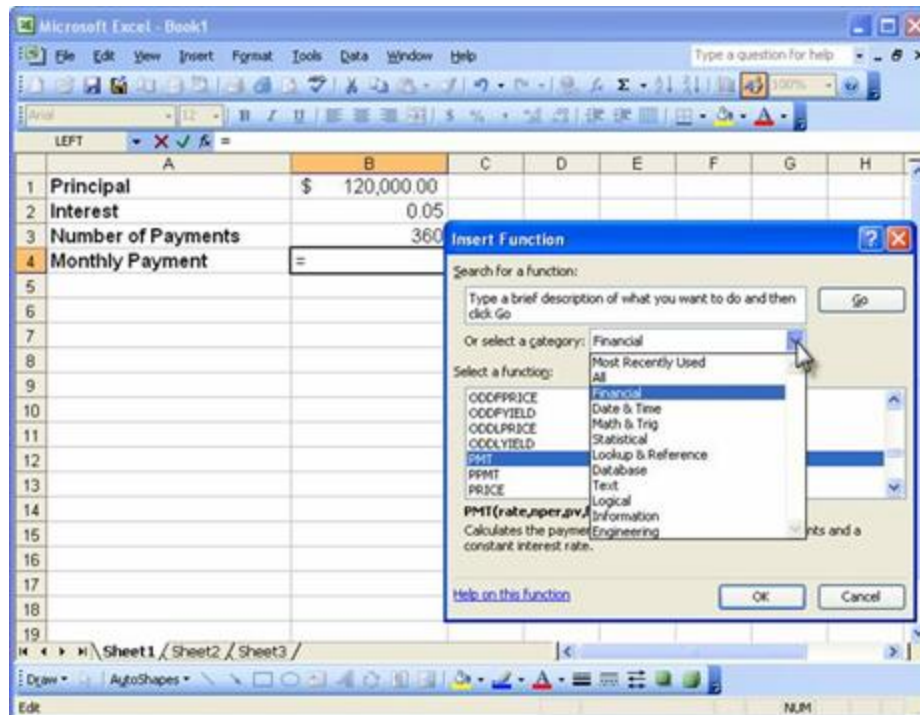 Microsoft Excel - Book1
File Edit View Insert Format Tools Data Window Help Type a question for help
100%
Arial 12 B I U $ % ,
LEFT =
A B C D E F G H
1 Principal $ 120,000.00
2 Interest 0.05
3 Number of Payments 360
4 Monthly Payment =
5
6
7
8
9
10
11
12
13
14
15
16
17
18
19
Insert Function
Search for a function:
Type a brief description of what you want to do and then click Go
Go
Or select a category: Financial
Most Recently Used
All
Financial
Date & Time
Math & Trig
Statistical
Lookup & Reference
Database
Text
Logical
Information
Engineering
Select a function:
ODDFPRICE
ODDFYIELD
ODDLPRICE
ODDLYIELD
PMT
PPMT
PRICE
PMT(rate,nper,pv,
Calculates the payme nts and a
constant interest rate.
Help on this function OK Cancel
Sheet1 Sheet2 Sheet3
Draw AutoShapes
Edit NUM